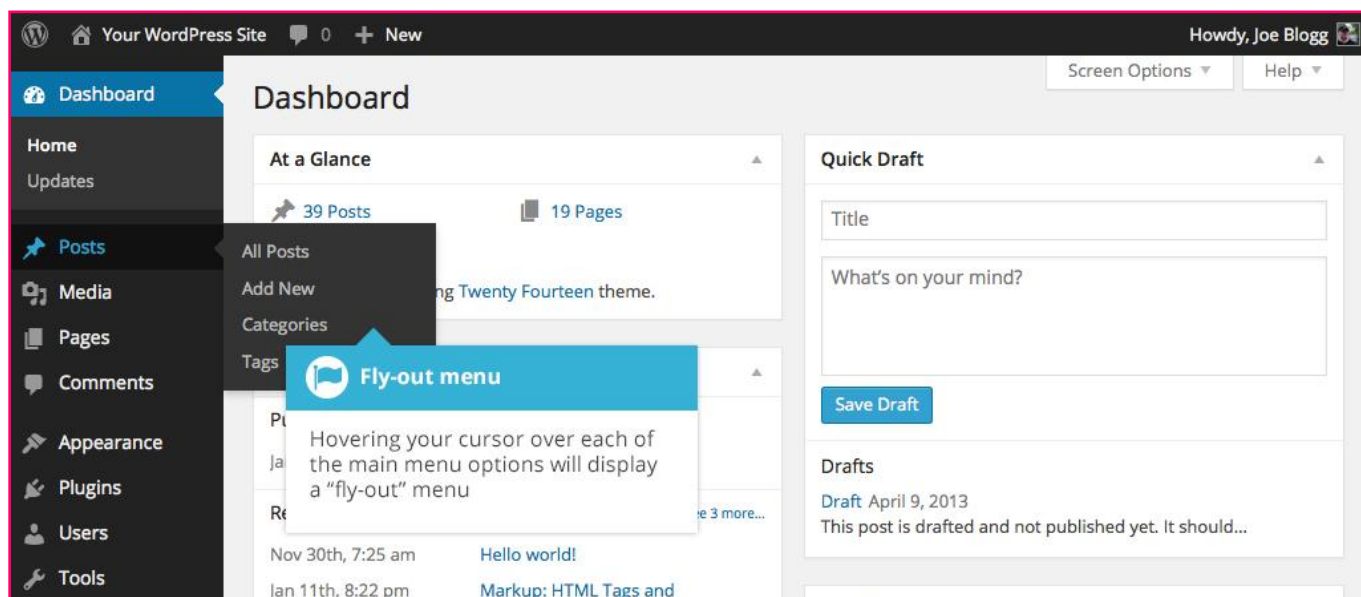 Your WordPress Site 0 + New Howdy, Joe Blogg
Screen Options Help
Dashboard
Home
Updates
Posts
Media
Pages
Comments
Appearance
Plugins
Users
Tools
All Posts
Add New
Categories
Tags
Dashboard
At a Glance
39 Posts 19 Pages
Twenty Fourteen theme.
Fly-out menu
Hovering your cursor over each of
the main menu options will display
a “fly-out” menu
3 more...
Nov 30th, 7:25 am Hello world!
Jan 11th, 8:22 pm Markup: HTML Tags and
Quick Draft
Title
What's on your mind?
Save Draft
Drafts
Draft April 9, 2013
This post is drafted and not published yet. It should...